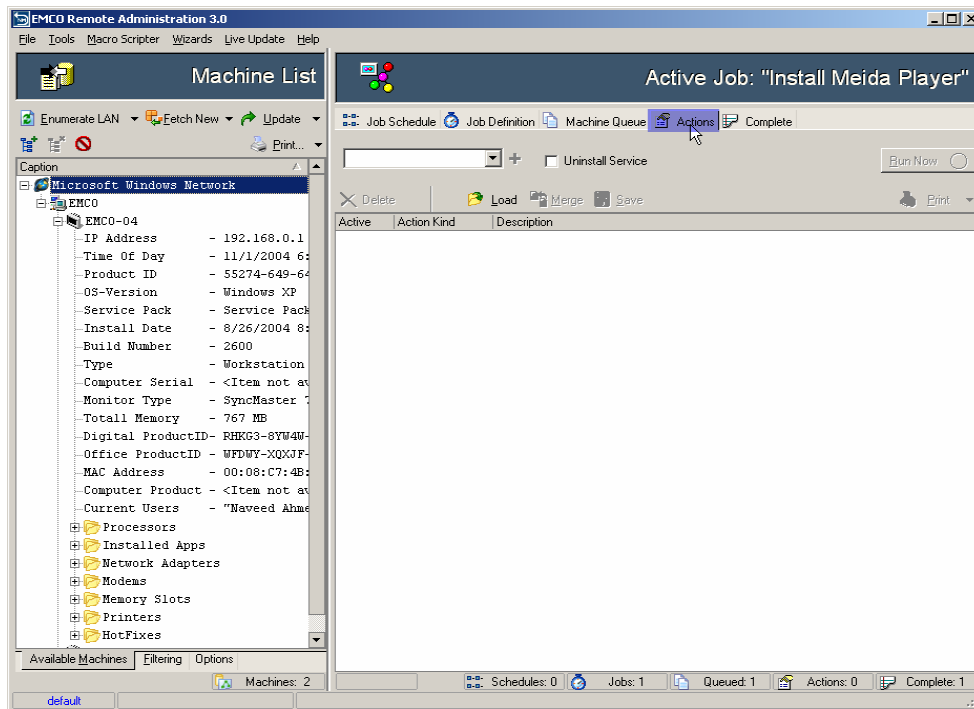 EMCO Remote Administration 3.0
File Tools Macro Scripter Wizards Live Update Help
Machine List
Active Job: "Install Meida Player"
Enumerate LAN Fetch New Update
Job Schedule Job Definition Machine Queue Actions Complete
Print...
Uninstall Service
Run Now
Caption
Delete Load Merge Save Print
Active Action Kind Description
Microsoft Windows Network
EMCO
EMCO-04
IP Address - 192.168.0.1
Time Of Day - 11/1/2004 6:
Product ID - 55274-649-64
OS-Version - Windows XP
Service Pack - Service Pack
Install Date - 8/26/2004 8:
Build Number - 2600
Type - Workstation
Computer Serial - <Item not av
Monitor Type - SyncMaster 7
Totall Memory - 767 MB
Digital ProductID- RHKG3-8YW4W-
Office ProductID - WFDWY-XQXJF-
MAC Address - 00:08:C7:4B:
Computer Product - <Item not av
Current Users - "Naveed Ahme
Processors
Installed Apps
Network Adapters
Modems
Memory Slots
Printers
HotFixes
Available Machines Filtering Options
Machines: 2
Schedules: 0 Jobs: 1 Queued: 1 Actions: 0 Complete: 1
default